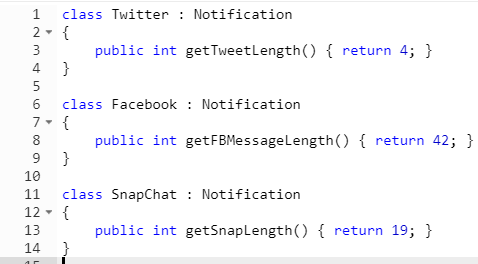 1 class Twitter : Notification
2 {
3     public int getTweetLength() { return 4; }
4 }
5
6 class Facebook : Notification
7 {
8     public int getFBMessageLength() { return 42; }
9 }
10
11 class SnapChat : Notification
12 {
13     public int getSnapLength() { return 19; }
14 }
15